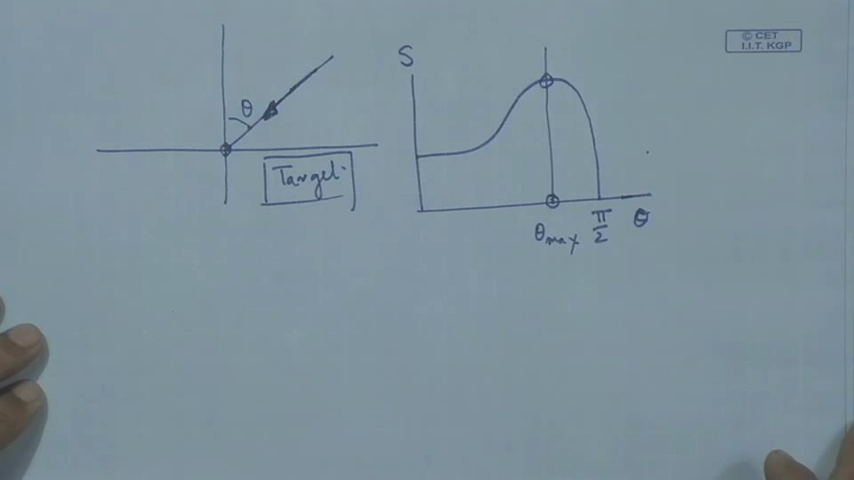 © CET
I.I.T. KGP
S
θ
Target
θmax
π/2
θ